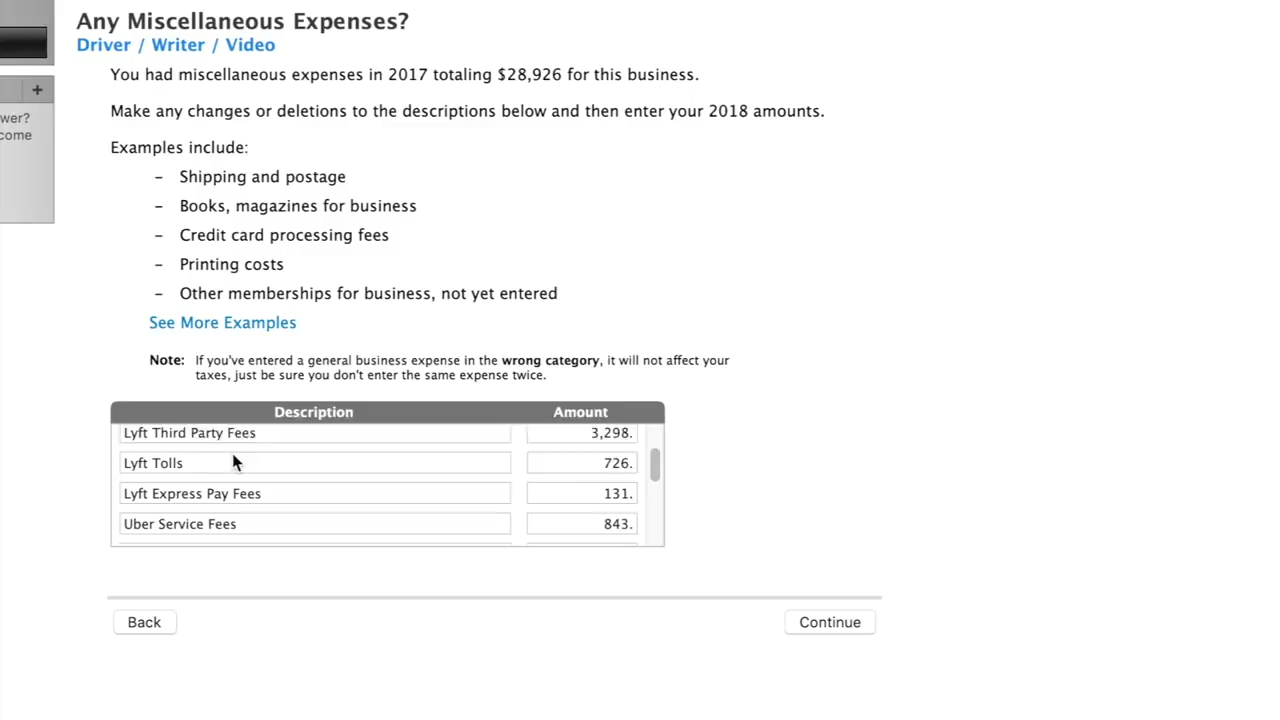 Any Miscellaneous Expenses?
Driver / Writer / Video
You had miscellaneous expenses in 2017 totaling $28,926 for this business.
Make any changes or deletions to the descriptions below and then enter your 2018 amounts.
Examples include:
– Shipping and postage
– Books, magazines for business
– Credit card processing fees
– Printing costs
– Other memberships for business, not yet entered
See More Examples
Note: If you've entered a general business expense in the wrong category, it will not affect your
taxes, just be sure you don't enter the same expense twice.
Description Amount
Lyft Third Party Fees 3,298.
Lyft Tolls 726.
Lyft Express Pay Fees 131.
Uber Service Fees 843.
Back Continue
+
wer?
come